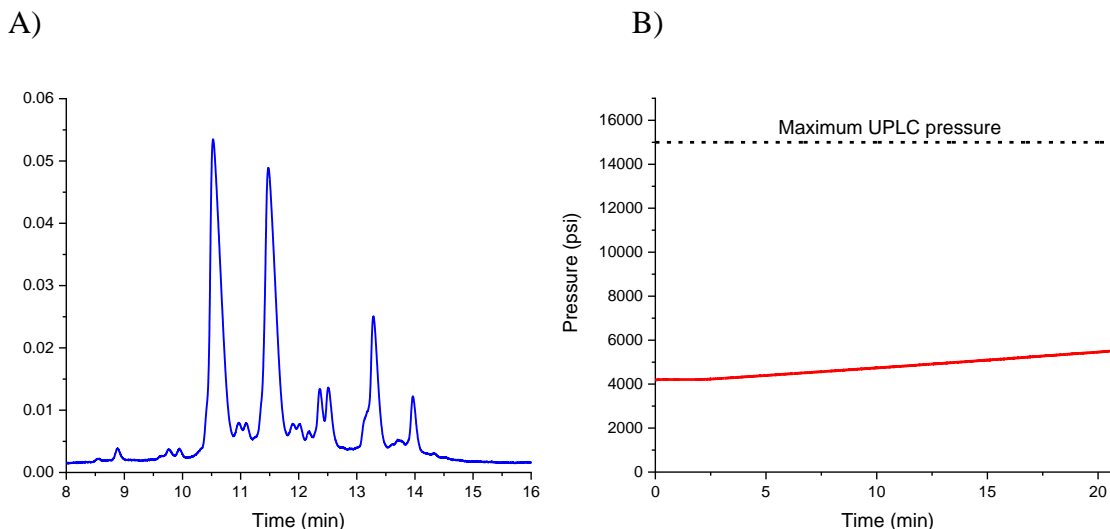 A)
B)
0.06
0.05
0.04
0.03
0.02
0.01
0.00
8 9 10 11 12 13 14 15 16
Time (min)
Maximum UPLC pressure
Pressure (psi)
16000
14000
12000
10000
8000
6000
4000
2000
0
0 5 10 15 20
Time (min)